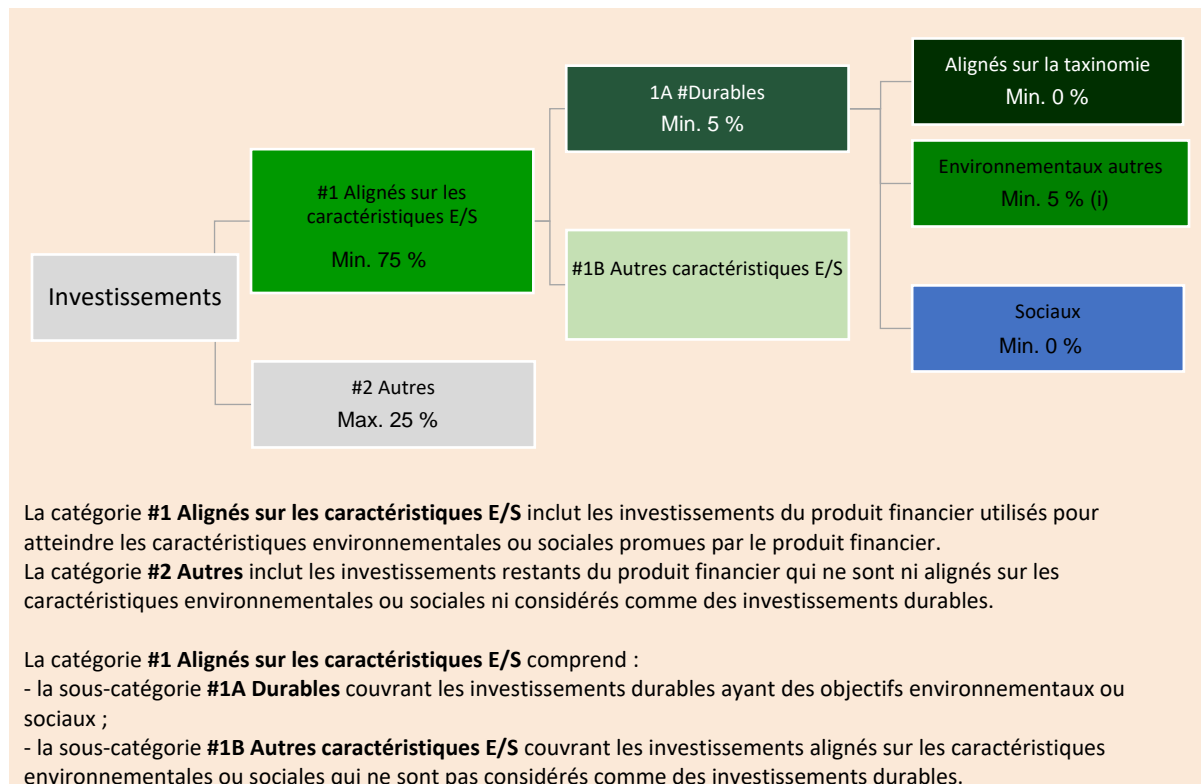 Investissements
#1 Alignés sur les
caractéristiques E/S
Min. 75 %
#2 Autres
Max. 25 %
1A #Durables
Min. 5 %
#1B Autres caractéristiques E/S
Alignés sur la taxinomie
Min. 0 %
Environnementaux autres
Min. 5 % (i)
Sociaux
Min. 0 %
La catégorie #1 Alignés sur les caractéristiques E/S inclut les investissements du produit financier utilisés pour
atteindre les caractéristiques environnementales ou sociales promues par le produit financier.
La catégorie #2 Autres inclut les investissements restants du produit financier qui ne sont ni alignés sur les
caractéristiques environnementales ou sociales ni considérés comme des investissements durables.
La catégorie #1 Alignés sur les caractéristiques E/S comprend :
- la sous-catégorie #1A Durables couvrant les investissements durables ayant des objectifs environnementaux ou
sociaux ;
- la sous-catégorie #1B Autres caractéristiques E/S couvrant les investissements alignés sur les caractéristiques
environnementales ou sociales qui ne sont pas considérés comme des investissements durables.